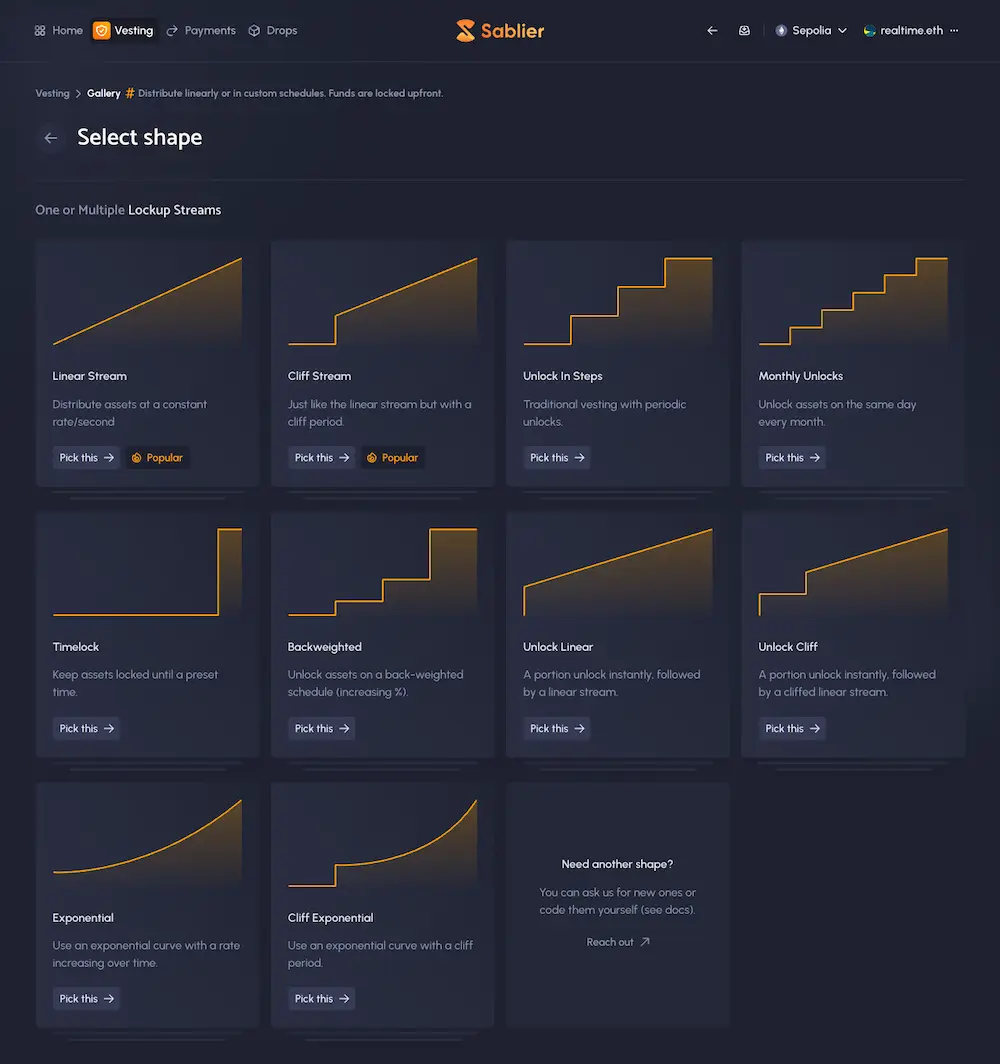 Home Vesting Payments Drops Sablier Sepolia realtime.eth ...
Vesting > Gallery # Distribute linearly or in custom schedules. Funds are locked upfront.
Select shape
One or Multiple Lockup Streams
Linear Stream
Distribute assets at a constant
rate/second
Pick this → Popular
Cliff Stream
Just like the linear stream but with a
cliff period.
Pick this → Popular
Unlock In Steps
Traditional vesting with periodic
unlocks.
Pick this →
Monthly Unlocks
Unlock assets on the same day
every month.
Pick this →
Timelock
Keep assets locked until a preset
time.
Pick this →
Backweighted
Unlock assets on a back-weighted
schedule (increasing %).
Pick this →
Unlock Linear
A portion unlock instantly, followed
by a linear stream.
Pick this →
Unlock Cliff
A portion unlock instantly, followed
by a cliffed linear stream.
Pick this →
Exponential
Use an exponential curve with a rate
increasing over time.
Pick this →
Cliff Exponential
Use an exponential curve with a cliff
period.
Pick this →
Need another shape?
You can ask us for new ones or
code them yourself (see docs).
Reach out ↗